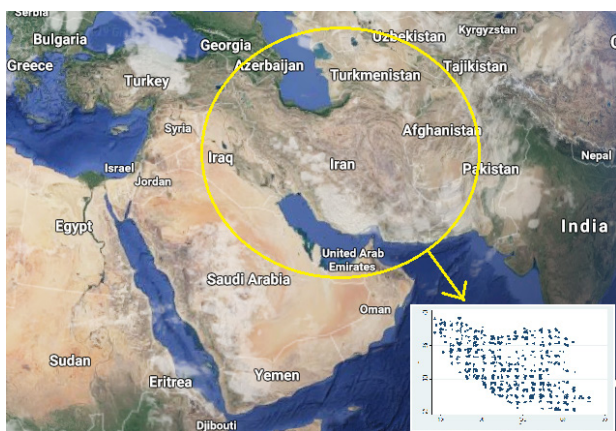 Serbia
Bulgaria
Georgia
Uzbekistan
Kyrgyzstan
Greece
Azerbaijan
Turkey
Turkmenistan
Tajikistan
Syria
Afghanistan
Iraq
Iran
Nepal
Israel
Jordan
Pakistan
Egypt
India
United Arab
Emirates
Saudi Arabia
Oman
Sudan
Eritrea
Yemen
Djibouti